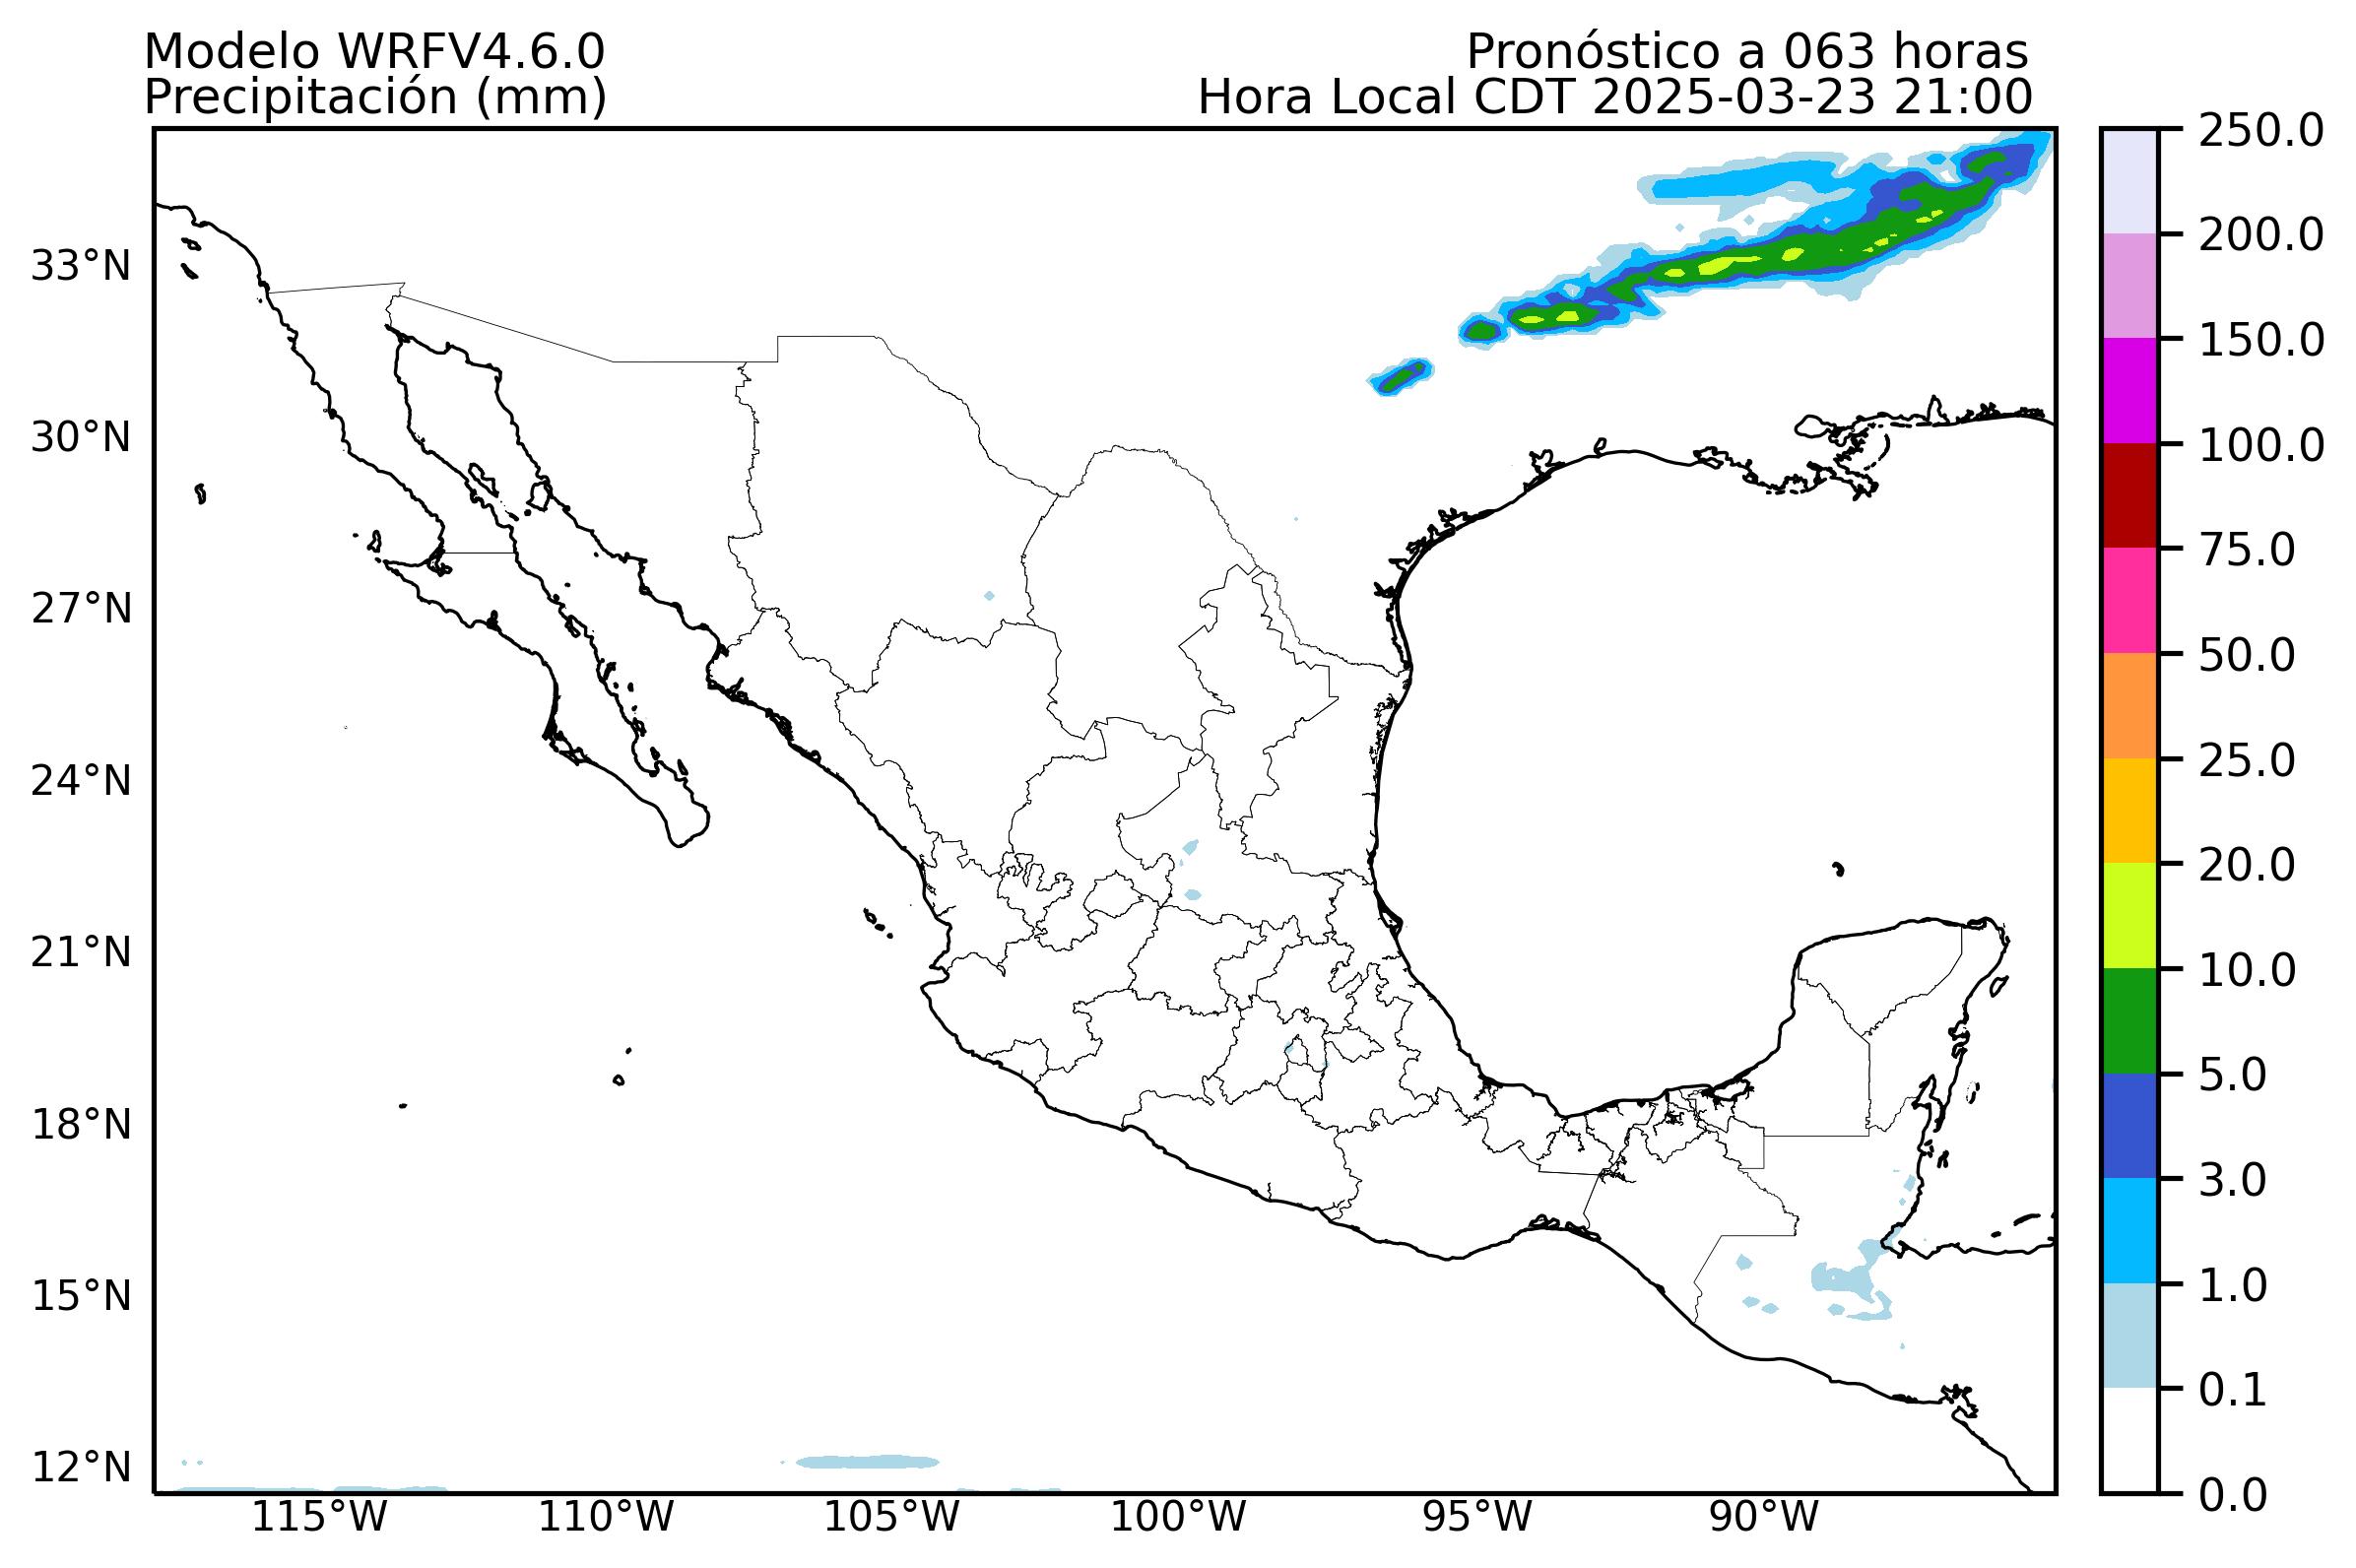 Modelo WRFV4.6.0
Precipitación (mm)
Pronóstico a 063 horas
Hora Local CDT 2025-03-23 21:00
33°N
30°N
27°N
24°N
21°N
18°N
15°N
12°N
115°W
110°W
105°W
100°W
95°W
90°W
250.0
200.0
150.0
100.0
75.0
50.0
25.0
20.0
10.0
5.0
3.0
1.0
0.1
0.0